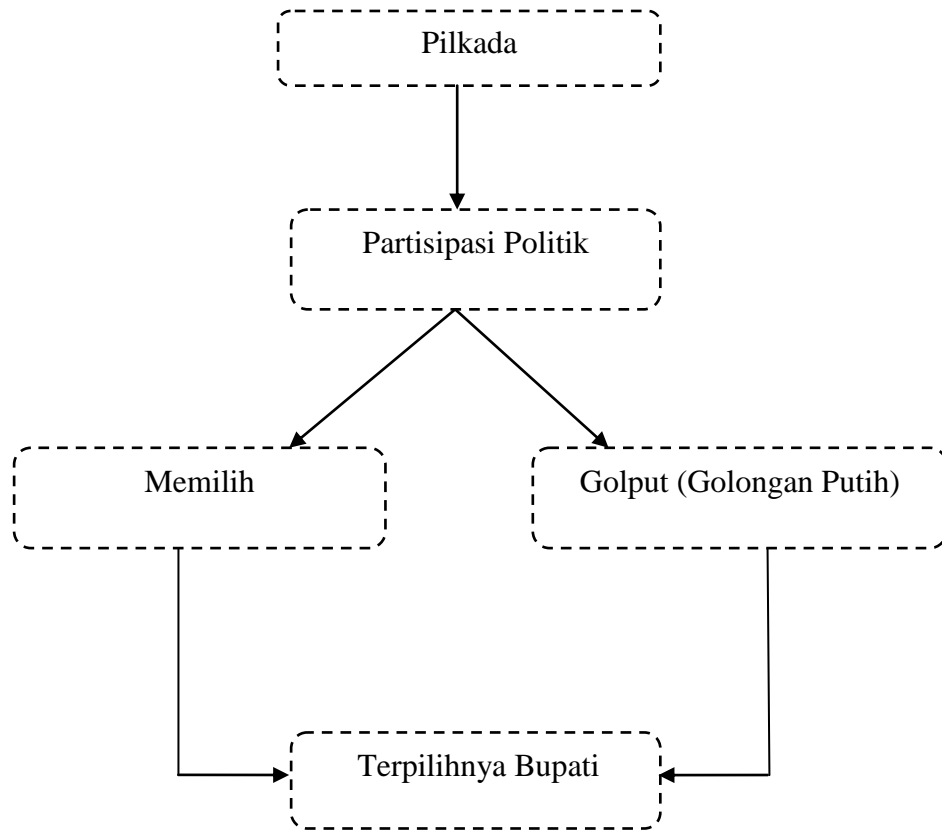 Pilkada
Partisipasi Politik
Memilih
Golput (Golongan Putih)
Terpilihnya Bupati